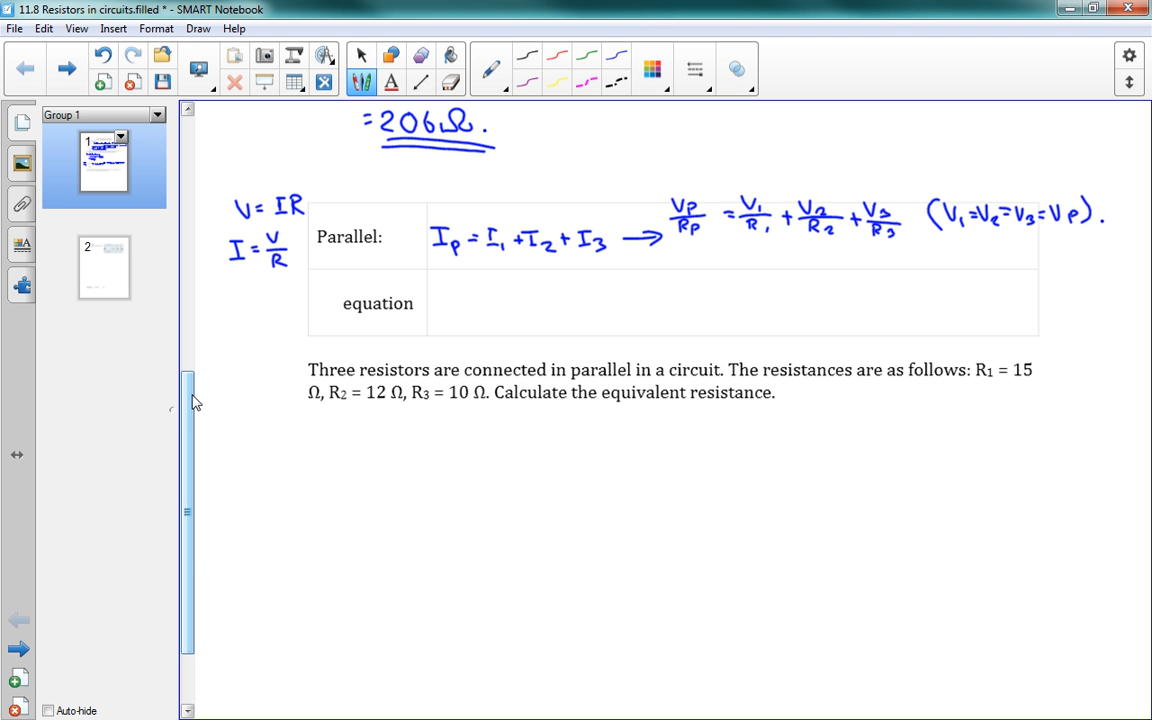 11.8 Resistors in circuits.filled * - SMART Notebook
File Edit View Insert Format Draw Help
Group 1
1
2
= 206 Ω.
V = IR
I = V/R
Parallel:
Ip = I₁ + I₂ + I₃ → Vp/Rp = V₁/R₁ + V₂/R₂ + V₃/R₃ (V₁=V₂=V₃=Vp).
equation
Three resistors are connected in parallel in a circuit. The resistances are as follows: R₁ = 15
Ω, R₂ = 12 Ω, R₃ = 10 Ω. Calculate the equivalent resistance.
Auto-hide